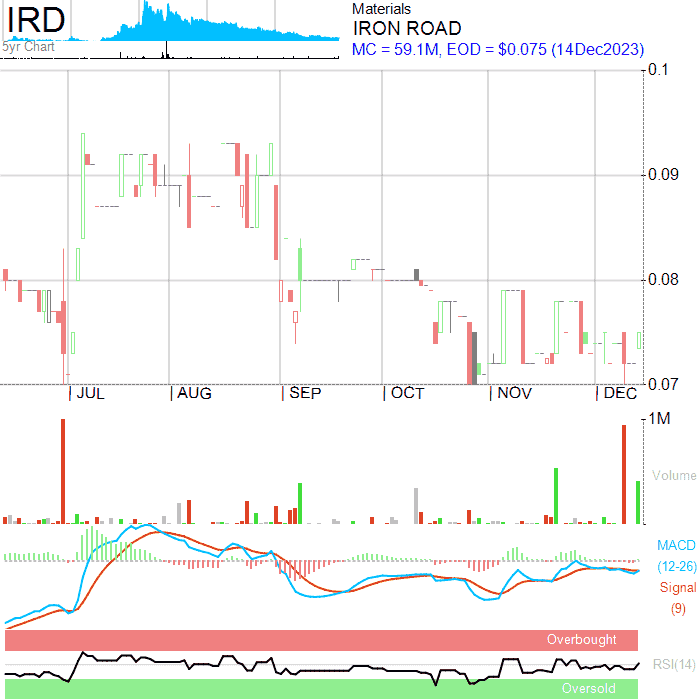 IRD
5yr Chart
Materials
IRON ROAD
MC = 59.1M, EOD = $0.075 (14Dec2023)
0.1
0.09
0.08
0.07
JUL AUG SEP OCT NOV DEC
1M
Volume
MACD
(12-26)
Signal
(9)
Overbought
RSI(14)
Oversold